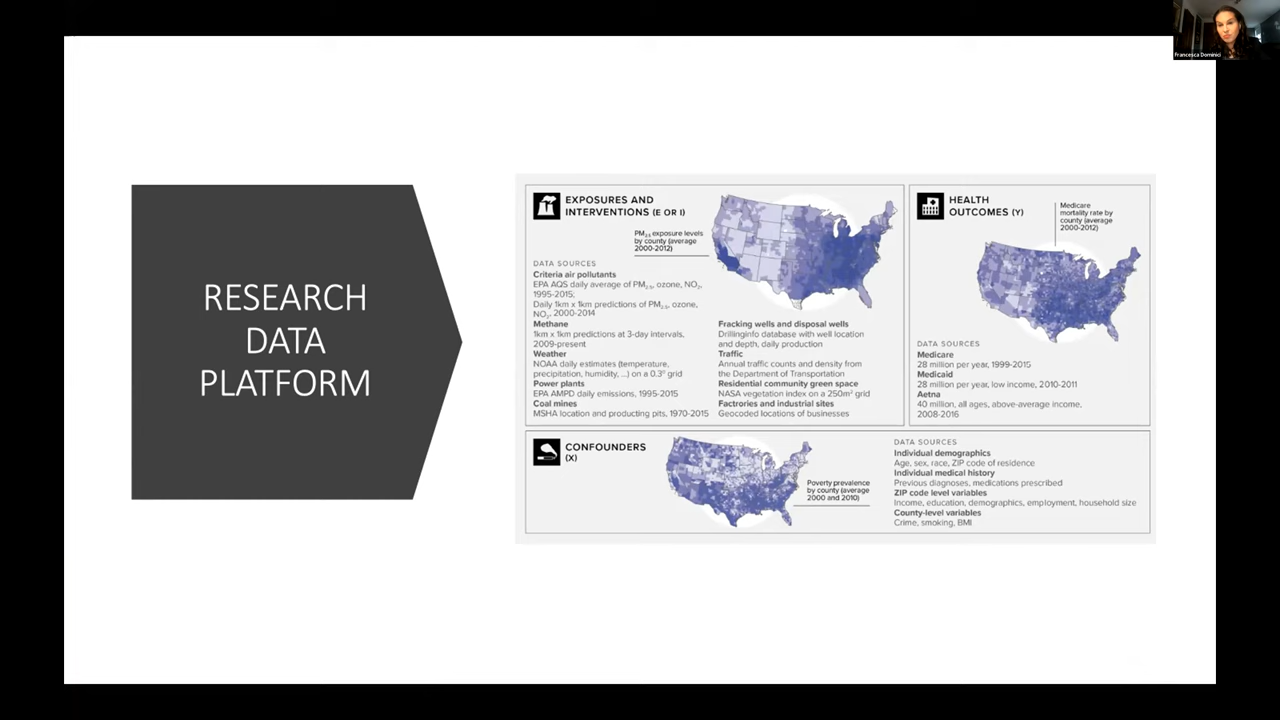 Francesca Dominici
RESEARCH
DATA
PLATFORM
EXPOSURES AND
INTERVENTIONS (E OR I)
PM2.5 exposure levels
by county (average
2000-2012)
DATA SOURCES
Criteria air pollutants
EPA AQS daily average of PM2.5, ozone, NO2,
1995-2015;
Daily 1km x 1km predictions of PM2.5, ozone,
NO2, 2000-2014
Methane
1km x 1km predictions at 3-day intervals,
2009-present
Weather
NOAA daily estimates (temperature,
precipitation, humidity, ...) on a 0.3° grid
Power plants
EPA AMPD daily emissions, 1995-2015
Coal mines
MSHA location and producting pits, 1970-2015
Fracking wells and disposal wells
Drillinginfo database with well location
and depth, daily production
Traffic
Annual traffic counts and density from
the Department of Transportation
Residential community green space
NASA vegetation index on a 250m² grid
Factories and industrial sites
Geocoded locations of businesses
HEALTH
OUTCOMES (Y)
Medicare
mortality rate by
county (average
2000-2012)
DATA SOURCES
Medicare
28 million per year, 1999-2015
Medicaid
28 million per year, low income, 2010-2011
Aetna
40 million, all ages, above-average income,
2008-2016
CONFOUNDERS
(X)
Poverty prevalence
by county (average
2000 and 2010)
DATA SOURCES
Individual demographics
Age, sex, race, ZIP code of residence
Individual medical history
Previous diagnoses, medications prescribed
ZIP code level variables
Income, education, demographics, employment, household size
County-level variables
Crime, smoking, BMI